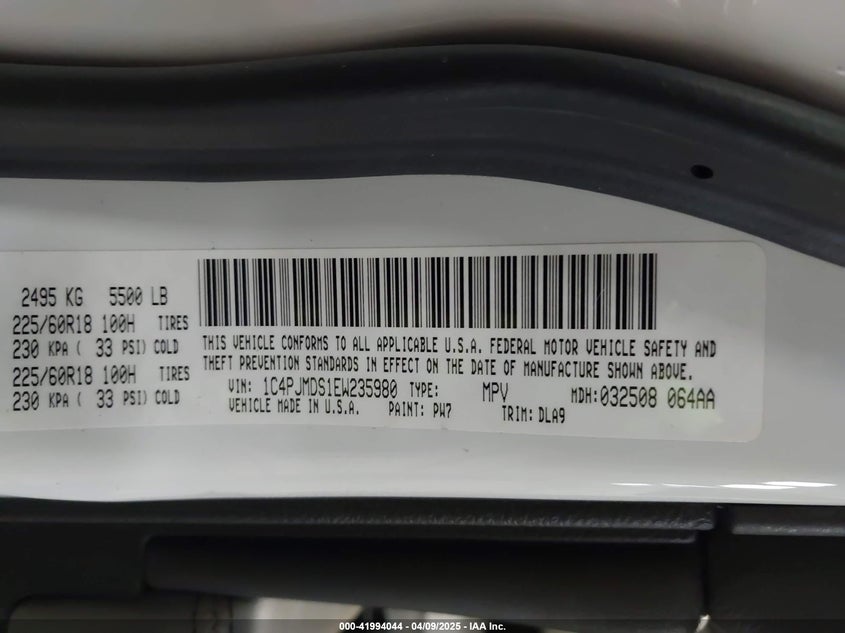 2495 KG 5500 LB
225/60R18 100H TIRES
230 KPA ( 33 PSI) COLD
225/60R18 100H TIRES
230 KPA ( 33 PSI) COLD
THIS VEHICLE CONFORMS TO ALL APPLICABLE U.S.A. FEDERAL MOTOR VEHICLE SAFETY AND
THEFT PREVENTION STANDARDS IN EFFECT ON THE DATE OF MANUFACTURE SHOWN ABOVE.
VIN: 1C4PJMDS1EW235980 TYPE: MPV MDH: 032508 064AA
VEHICLE MADE IN U.S.A. PAINT: PW7 TRIM: DLA9
000-41994044 - 04/09/2025 - IAA Inc.